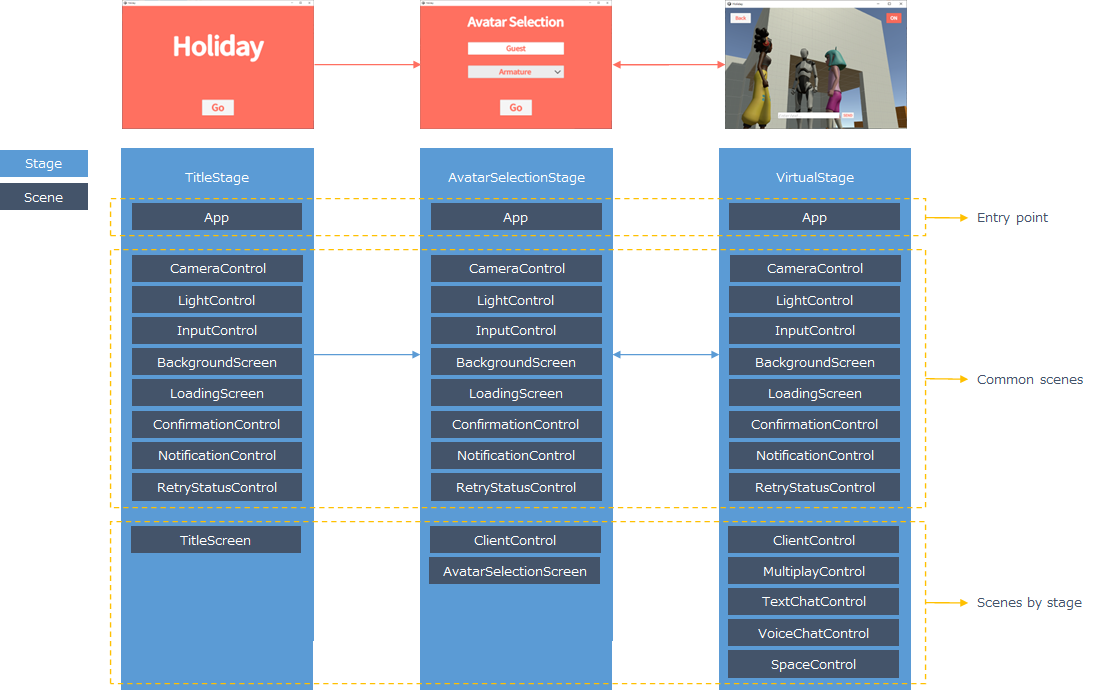 Holiday
Go
Avatar Selection
Guest
Armature
Go
Back
ON
SEND
Stage
Scene
TitleStage
AvatarSelectionStage
VirtualStage
App
App
App
Entry point
CameraControl
CameraControl
CameraControl
LightControl
LightControl
LightControl
InputControl
InputControl
InputControl
BackgroundScreen
BackgroundScreen
BackgroundScreen
LoadingScreen
LoadingScreen
LoadingScreen
Common scenes
ConfirmationControl
ConfirmationControl
ConfirmationControl
NotificationControl
NotificationControl
NotificationControl
RetryStatusControl
RetryStatusControl
RetryStatusControl
TitleScreen
ClientControl
ClientControl
AvatarSelectionScreen
MultiplayControl
TextChatControl
Scenes by stage
VoiceChatControl
SpaceControl